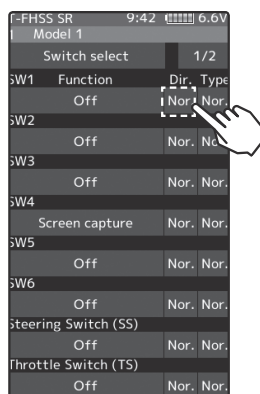 T-FHSS SR 9:42 6.6V
1 Model 1
Switch select 1/2
SW1 Function Dir. Type
Off Nor. Nor.
SW2
Off Nor. Nor.
SW3
Off Nor. Nor.
SW4
Screen capture Nor. Nor.
SW5
Off Nor. Nor.
SW6
Off Nor. Nor.
Steering Switch (SS)
Off Nor. Nor.
Throttle Switch (TS)
Off Nor. Nor.